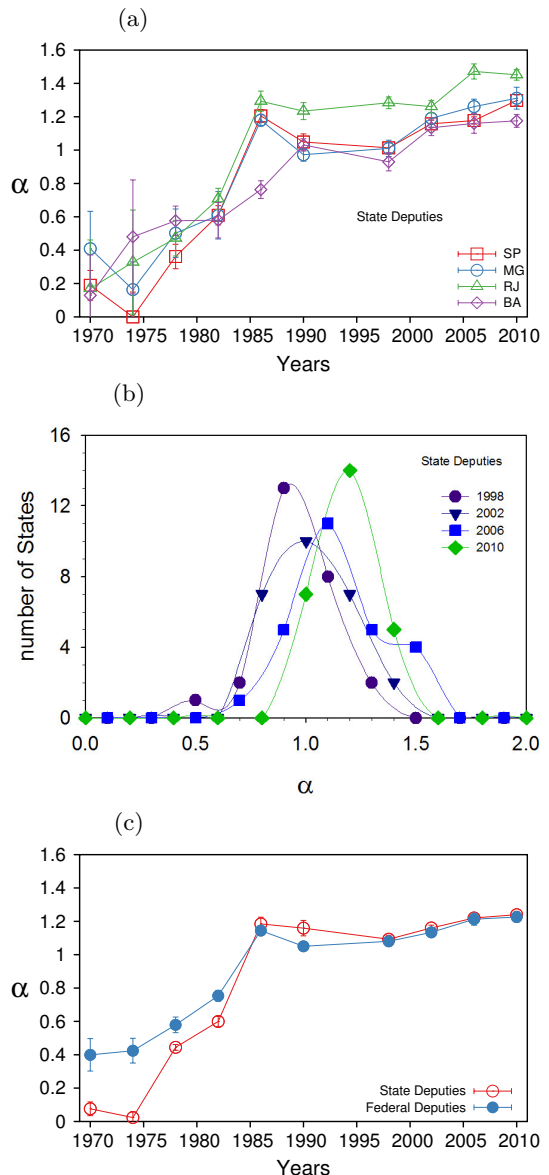 (a)
1.6
1.4
1.2
1
0.8
0.6
0.4
0.2
0
α
State Deputies
SP
MG
RJ
BA
1970 1975 1980 1985 1990 1995 2000 2005 2010
Years
(b)
16
12
8
4
0
number of States
State Deputies
1998
2002
2006
2010
0.0 0.5 1.0 1.5 2.0
α
(c)
1.6
1.4
1.2
1
0.8
0.6
0.4
0.2
0
α
State Deputies
Federal Deputies
1970 1975 1980 1985 1990 1995 2000 2005 2010
Years